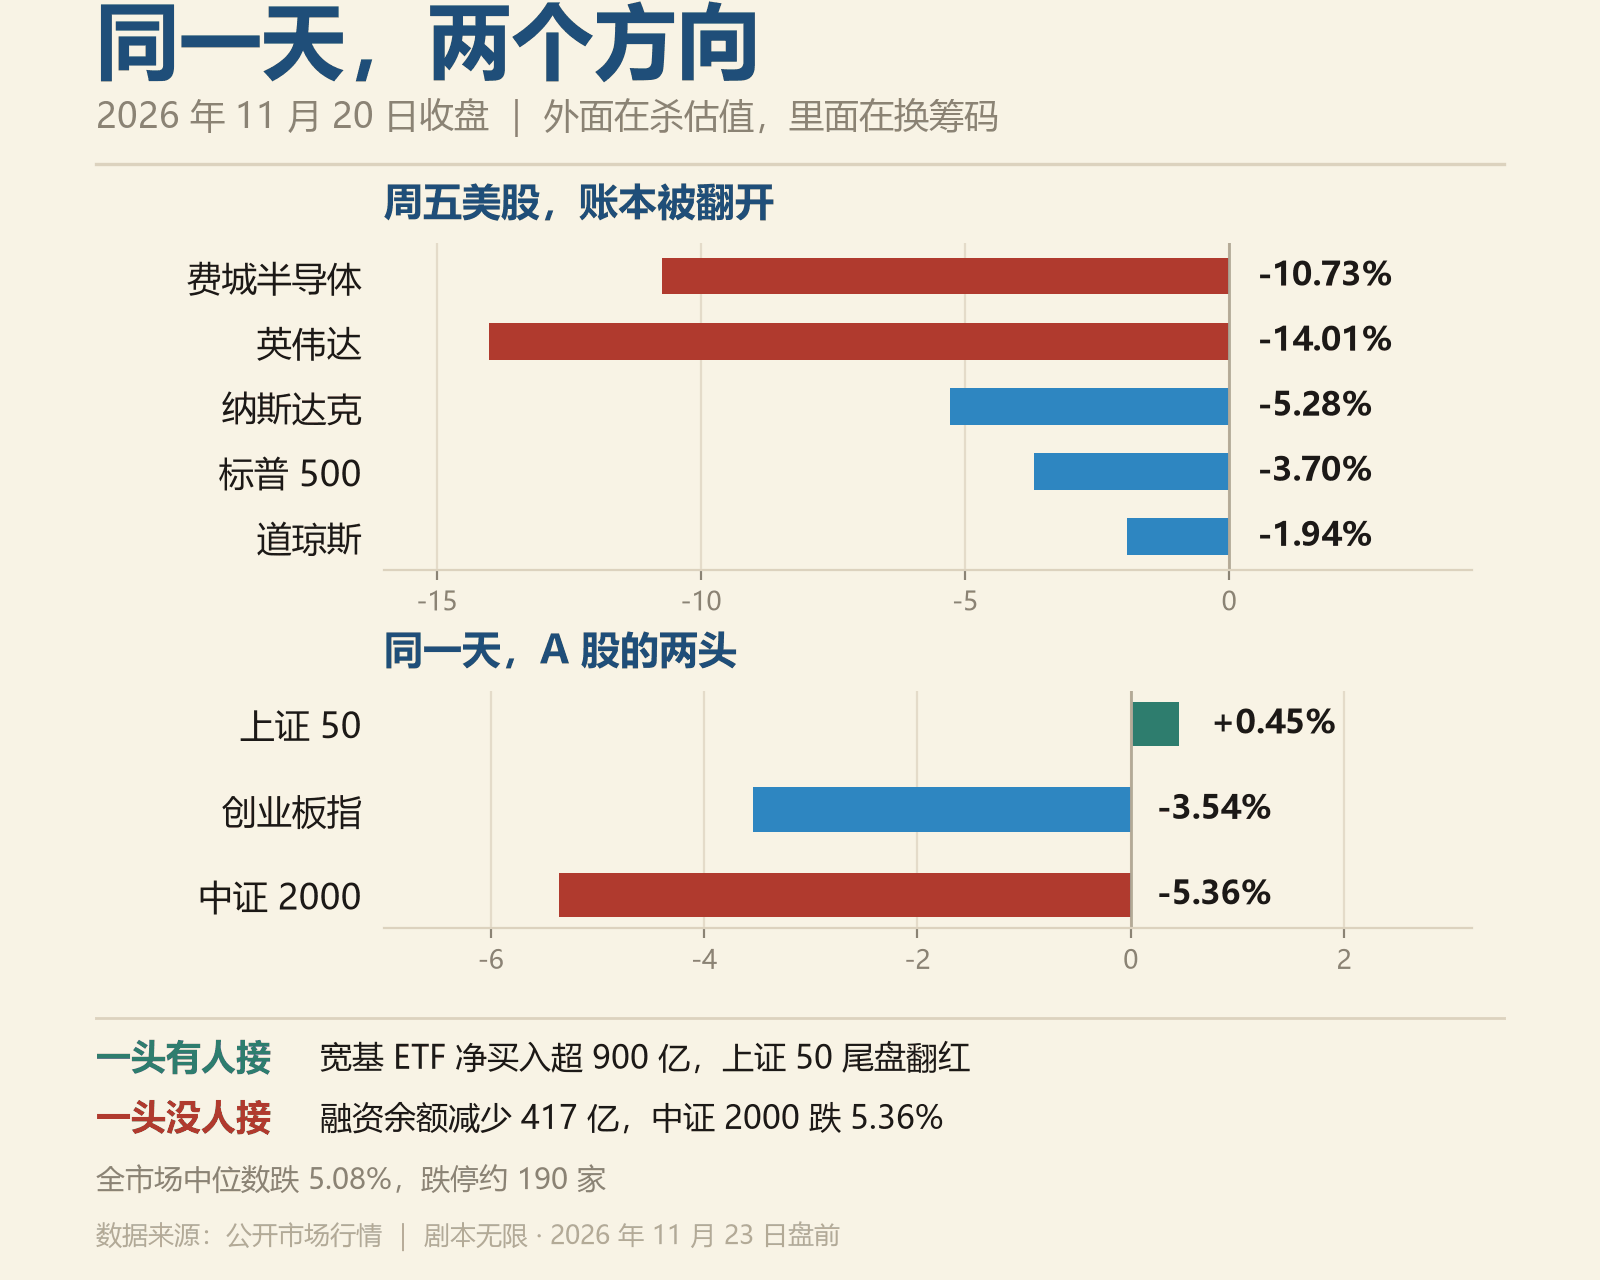 同一天，两个方向
2026 年 11 月 20 日收盘 ｜ 外面在杀估值，里面在换筹码
周五美股，账本被翻开
费城半导体 -10.73%
英伟达 -14.01%
纳斯达克 -5.28%
标普 500 -3.70%
道琼斯 -1.94%
-15 -10 -5 0
同一天，A 股的两头
上证 50 +0.45%
创业板指 -3.54%
中证 2000 -5.36%
-6 -4 -2 0 2
一头有人接 宽基 ETF 净买入超 900 亿，上证 50 尾盘翻红
一头没人接 融资余额减少 417 亿，中证 2000 跌 5.36%
全市场中位数跌 5.08%，跌停约 190 家
数据来源：公开市场行情 ｜ 剧本无限 · 2026 年 11 月 23 日盘前